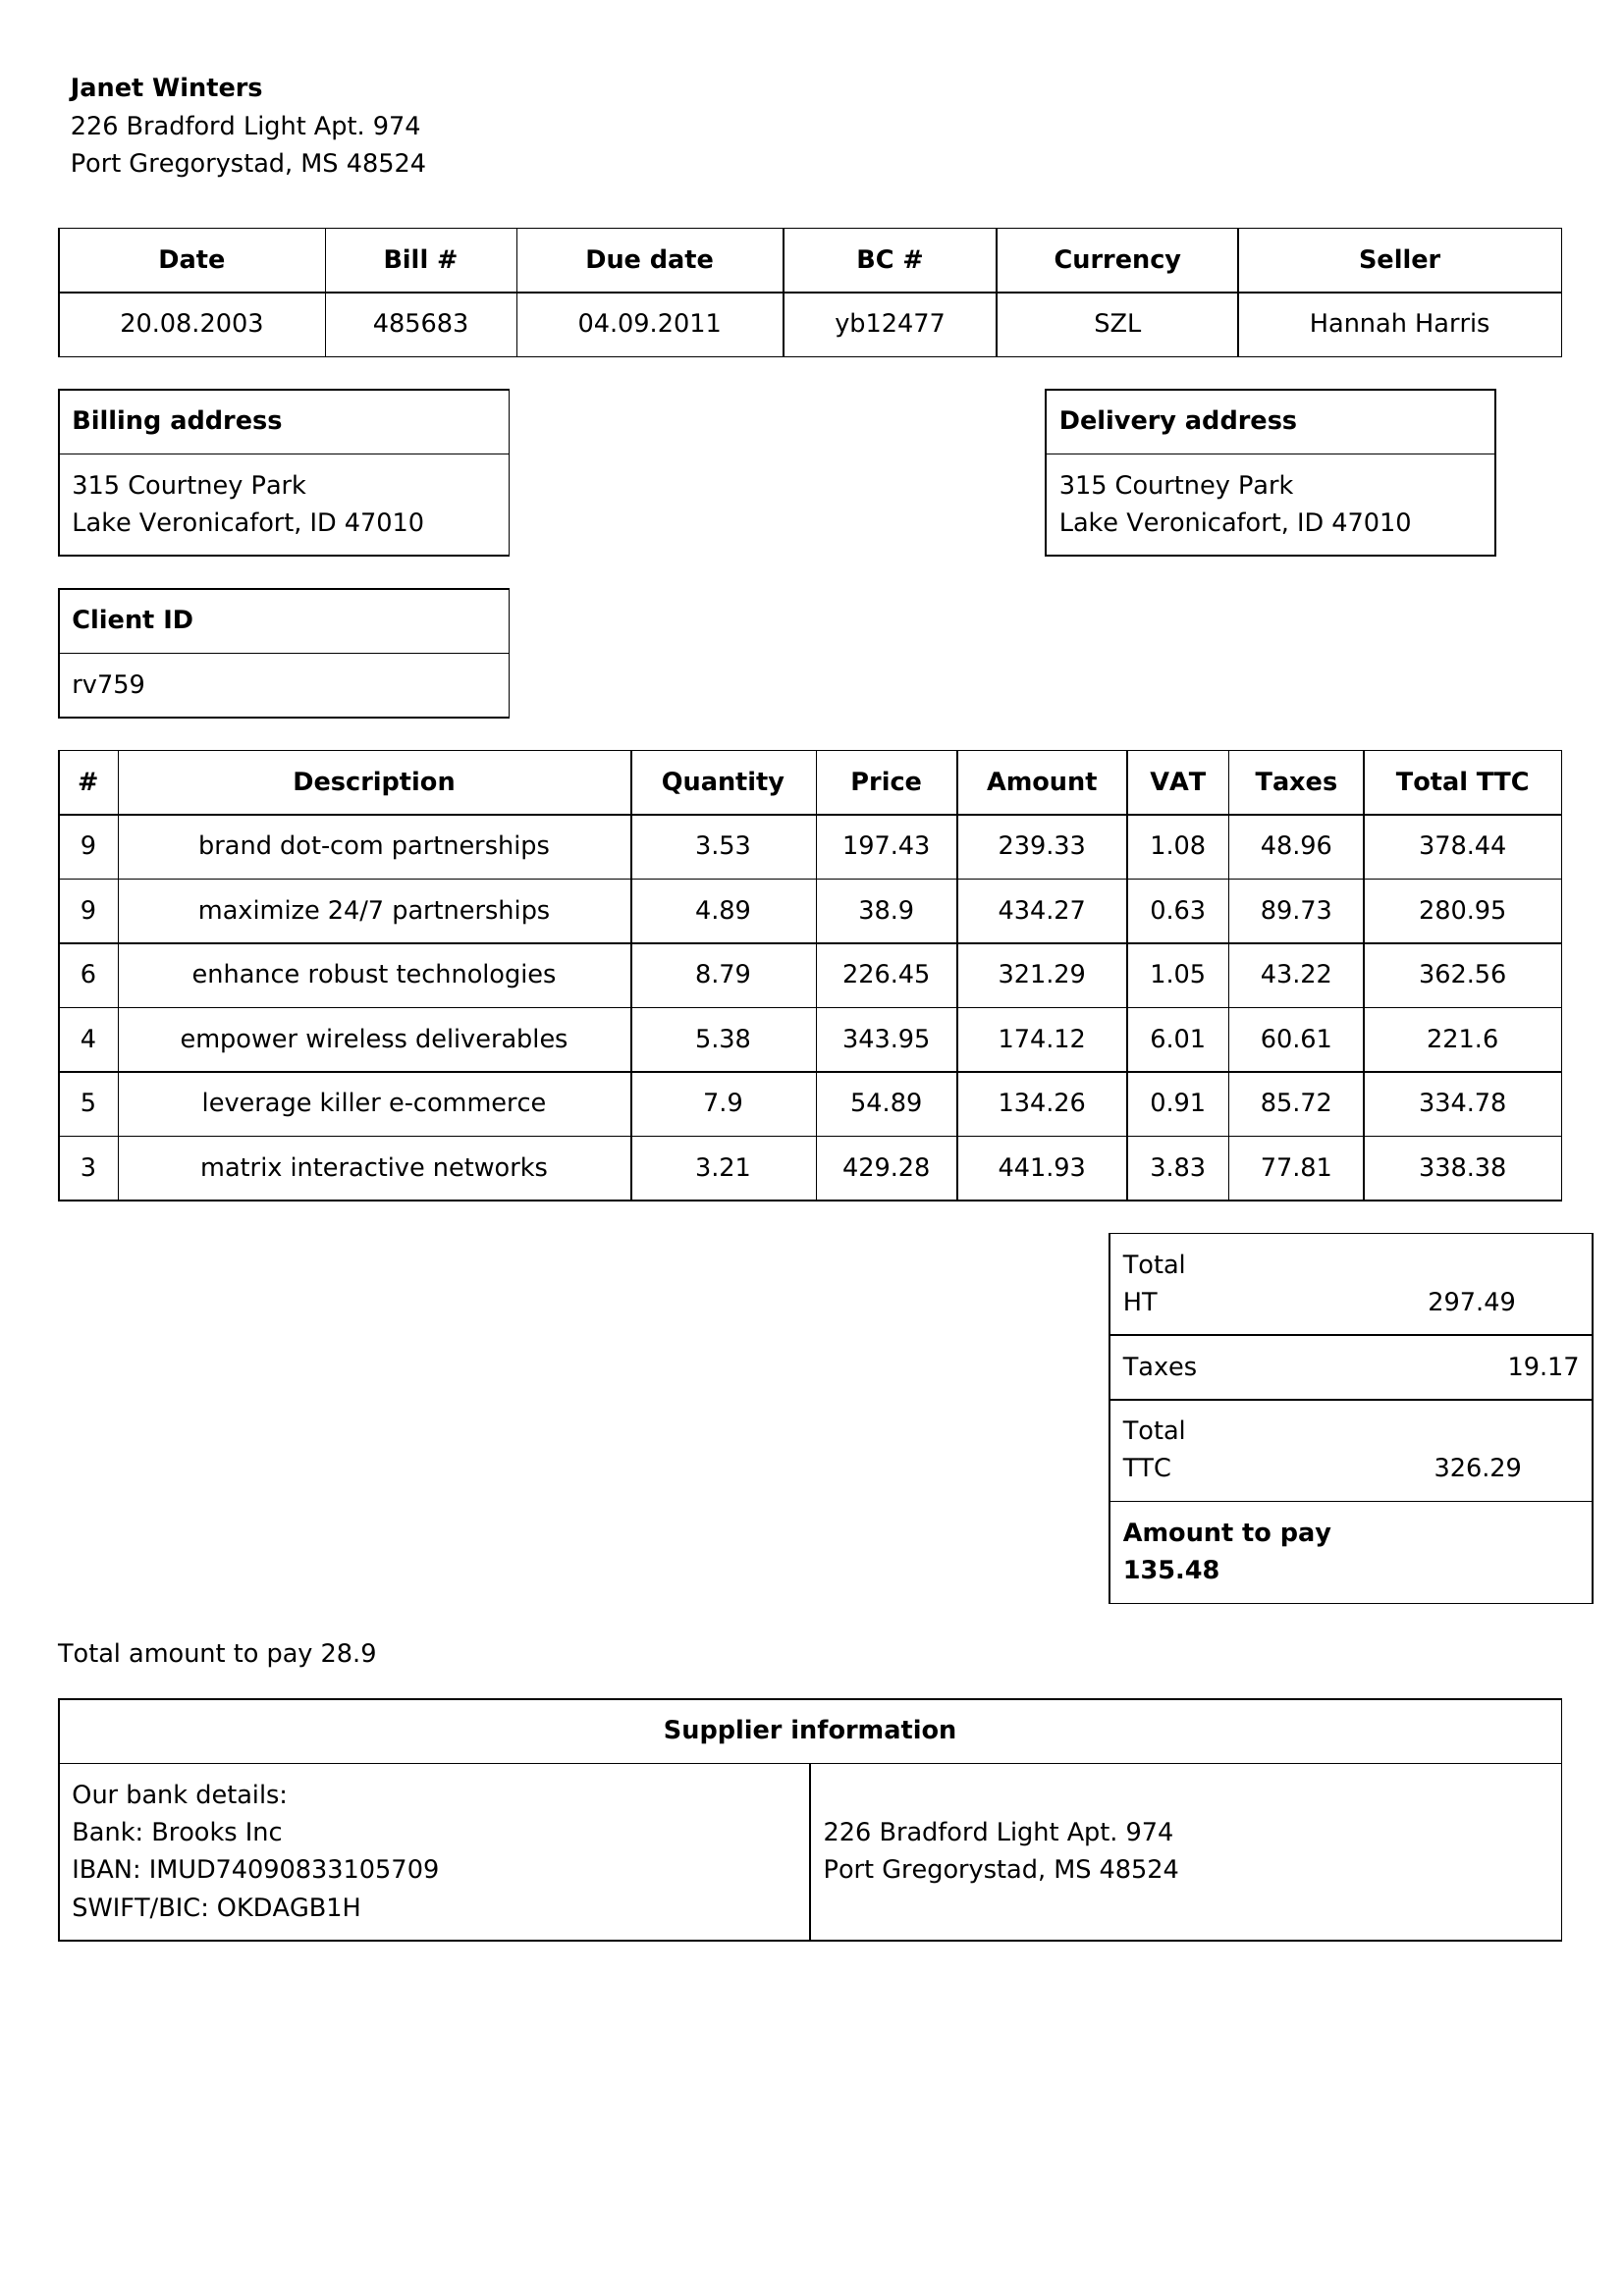 Janet Winters
226 Bradford Light Apt. 974
Port Gregorystad, MS 48524
Date Bill # Due date BC # Currency Seller
20.08.2003 485683 04.09.2011 yb12477 SZL Hannah Harris
Billing address
315 Courtney Park
Lake Veronicafort, ID 47010
Delivery address
315 Courtney Park
Lake Veronicafort, ID 47010
Client ID
rv759
# Description Quantity Price Amount VAT Taxes Total TTC
9 brand dot-com partnerships 3.53 197.43 239.33 1.08 48.96 378.44
9 maximize 24/7 partnerships 4.89 38.9 434.27 0.63 89.73 280.95
6 enhance robust technologies 8.79 226.45 321.29 1.05 43.22 362.56
4 empower wireless deliverables 5.38 343.95 174.12 6.01 60.61 221.6
5 leverage killer e-commerce 7.9 54.89 134.26 0.91 85.72 334.78
3 matrix interactive networks 3.21 429.28 441.93 3.83 77.81 338.38
Total
HT 297.49
Taxes 19.17
Total
TTC 326.29
Amount to pay
135.48
Total amount to pay 28.9
Supplier information
Our bank details:
Bank: Brooks Inc
IBAN: IMUD74090833105709
SWIFT/BIC: OKDAGB1H
226 Bradford Light Apt. 974
Port Gregorystad, MS 48524